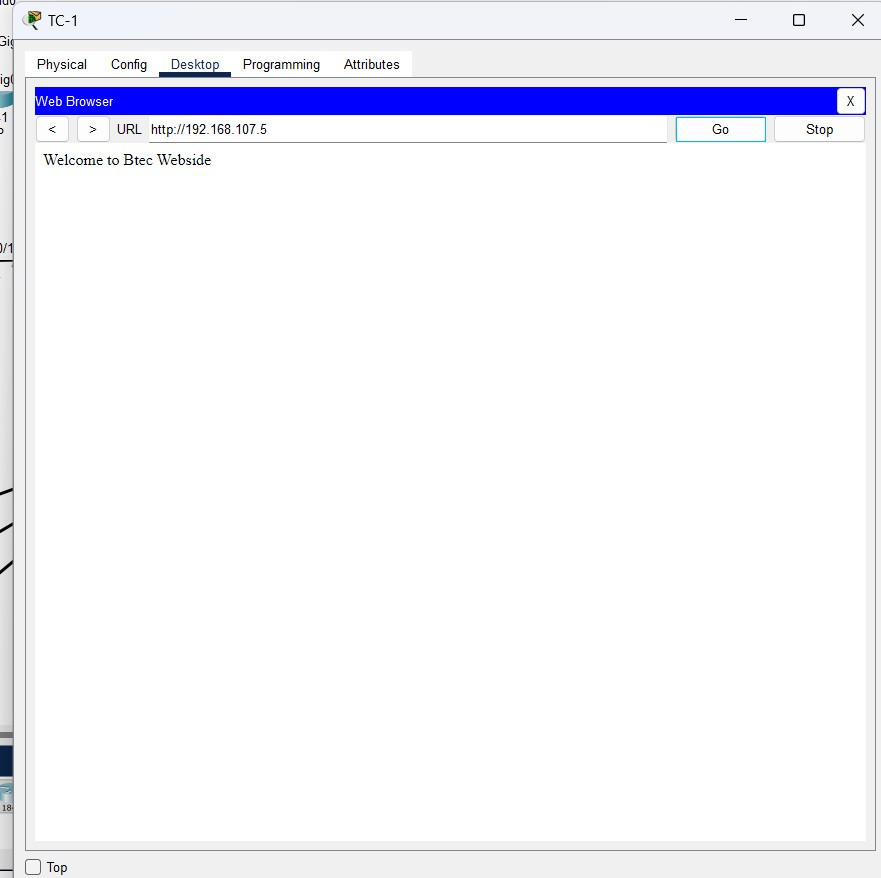 TC-1
Physical Config Desktop Programming Attributes
Web Browser X
< > URL http://192.168.107.5 Go Stop
Welcome to Btec Webside
Top